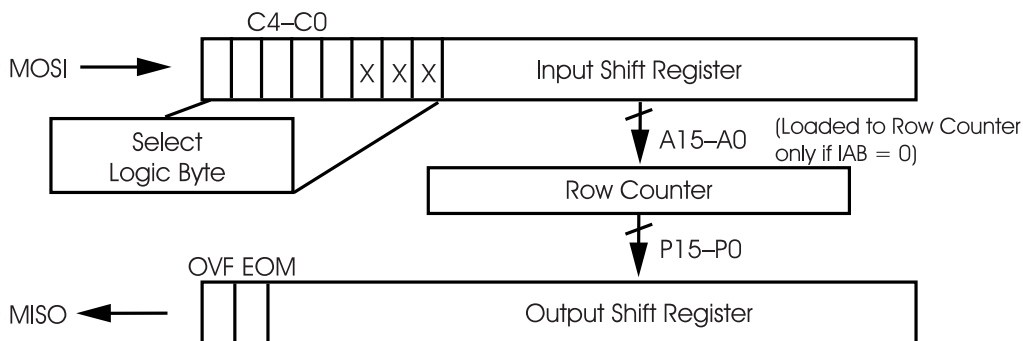 C4–C0
MOSI
X X X
Input Shift Register
Select
Logic Byte
A15–A0
(Loaded to Row Counter
only if IAB = 0)
Row Counter
P15–P0
OVF EOM
MISO
Output Shift Register